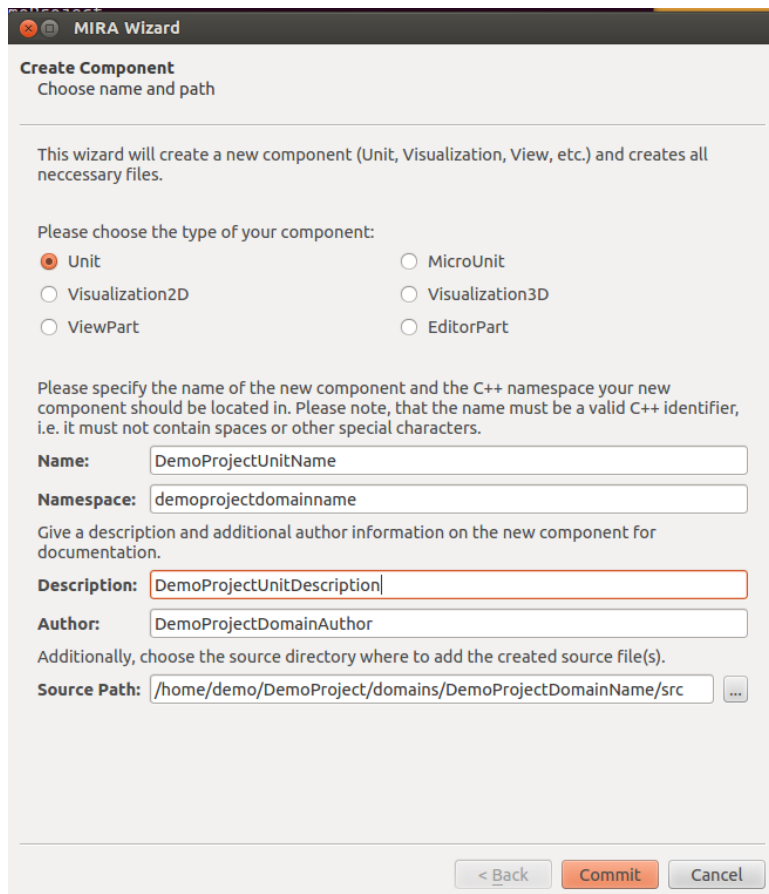 MIRA Wizard
Create Component
Choose name and path
This wizard will create a new component (Unit, Visualization, View, etc.) and creates all
neccessary files.
Please choose the type of your component:
Unit MicroUnit
Visualization2D Visualization3D
ViewPart EditorPart
Please specify the name of the new component and the C++ namespace your new
component should be located in. Please note, that the name must be a valid C++ identifier,
i.e. it must not contain spaces or other special characters.
Name: DemoProjectUnitName
Namespace: demoprojectdomainname
Give a description and additional author information on the new component for
documentation.
Description: DemoProjectUnitDescription
Author: DemoProjectDomainAuthor
Additionally, choose the source directory where to add the created source file(s).
Source Path: /home/demo/DemoProject/domains/DemoProjectDomainName/src ...
< Back Commit Cancel